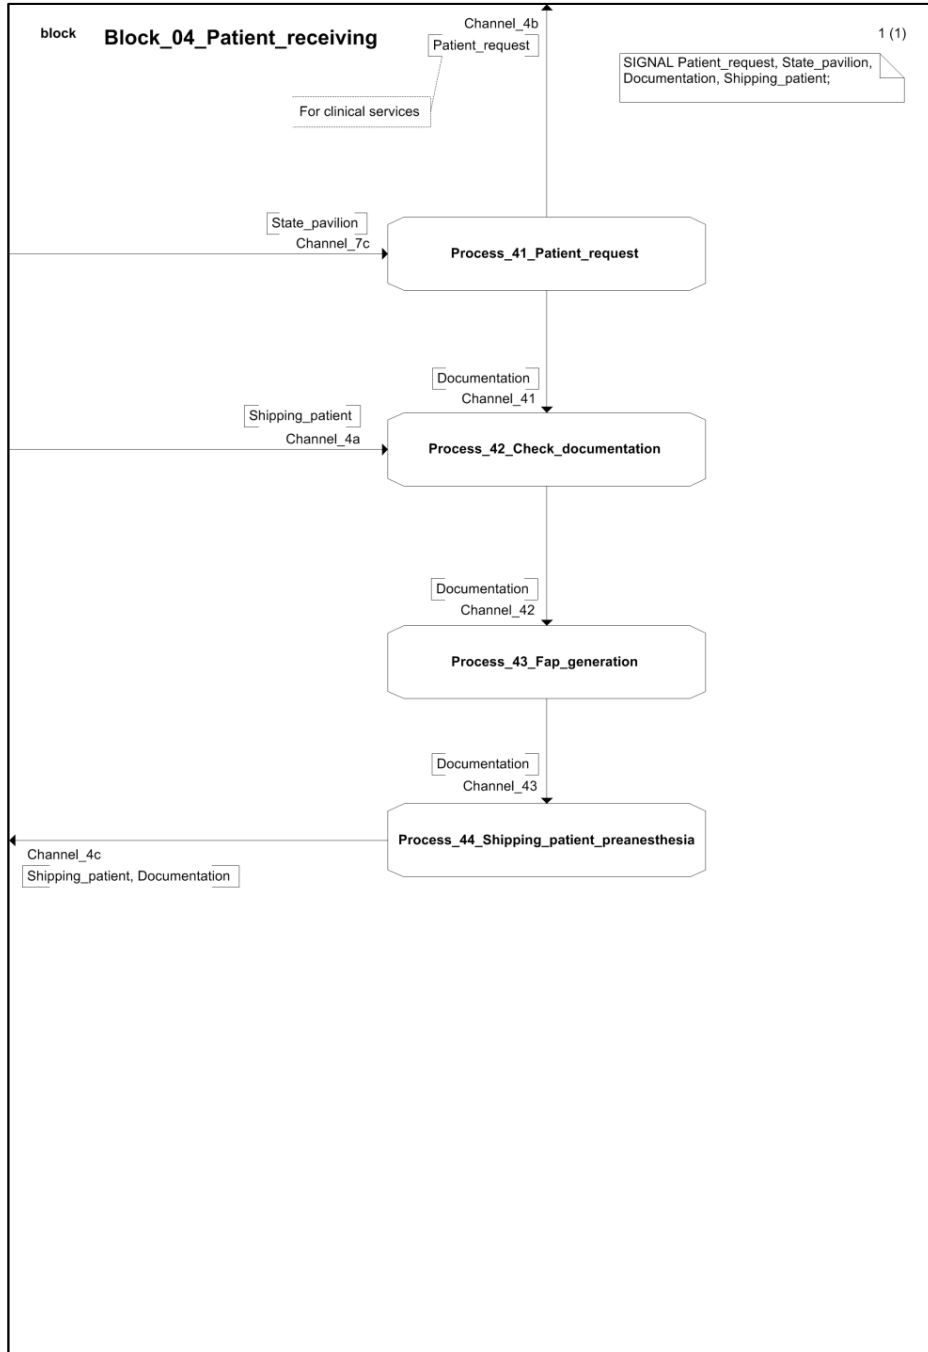 block
Block_04_Patient_receiving
Channel_4b
1 (1)
Patient_request
SIGNAL Patient_request, State_pavilion,
Documentation, Shipping_patient;
For clinical services
State_pavilion
Channel_7c
Process_41_Patient_request
Documentation
Channel_41
Shipping_patient
Channel_4a
Process_42_Check_documentation
Documentation
Channel_42
Process_43_Fap_generation
Documentation
Channel_43
Process_44_Shipping_patient_preanesthesia
Channel_4c
Shipping_patient, Documentation